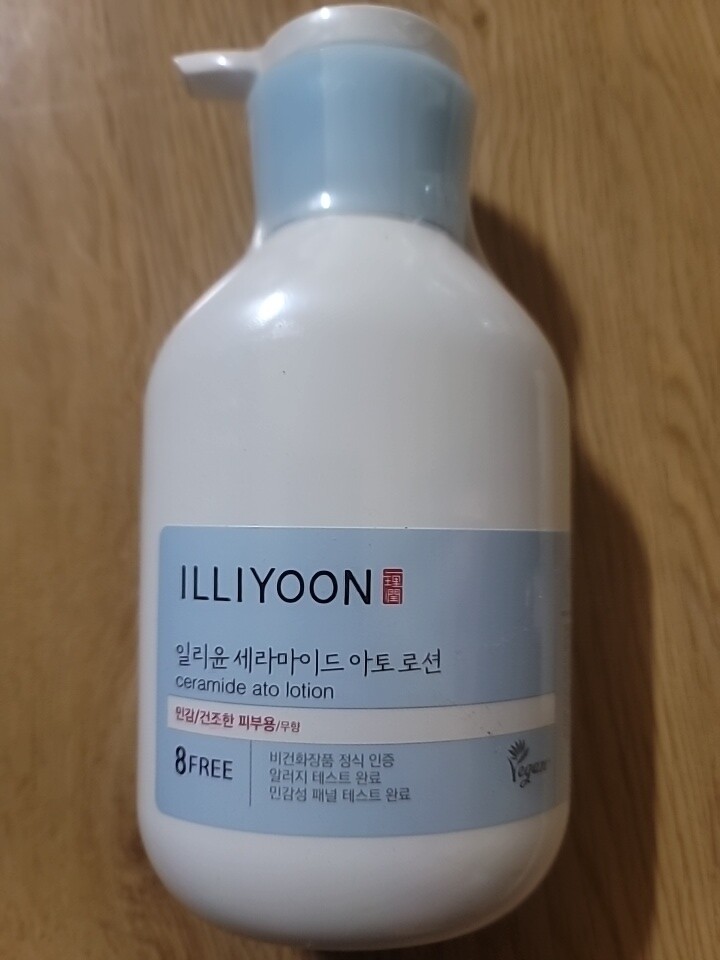 ILLIYOON
일리윤 세라마이드 아토 로션
ceramide ato lotion
민감/건조한 피부용/무향
8FREE
비건화장품 정식 인증
알러지 테스트 완료
민감성 패널 테스트 완료
Vegan